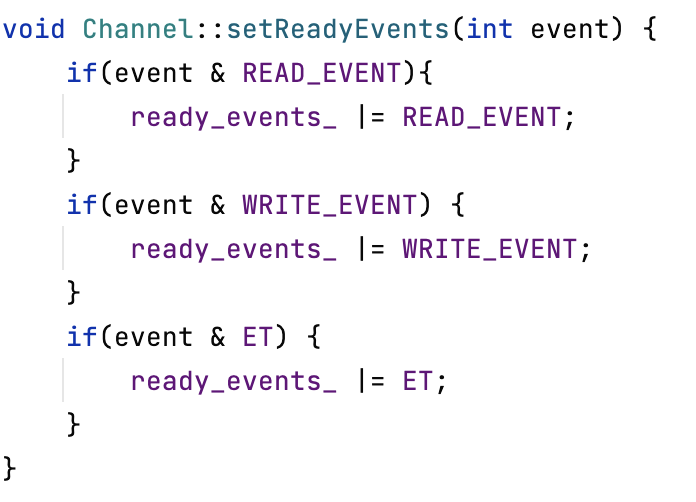 void Channel::setReadyEvents(int event) {
    if(event & READ_EVENT){
        ready_events_ |= READ_EVENT;
    }
    if(event & WRITE_EVENT) {
        ready_events_ |= WRITE_EVENT;
    }
    if(event & ET) {
        ready_events_ |= ET;
    }
}